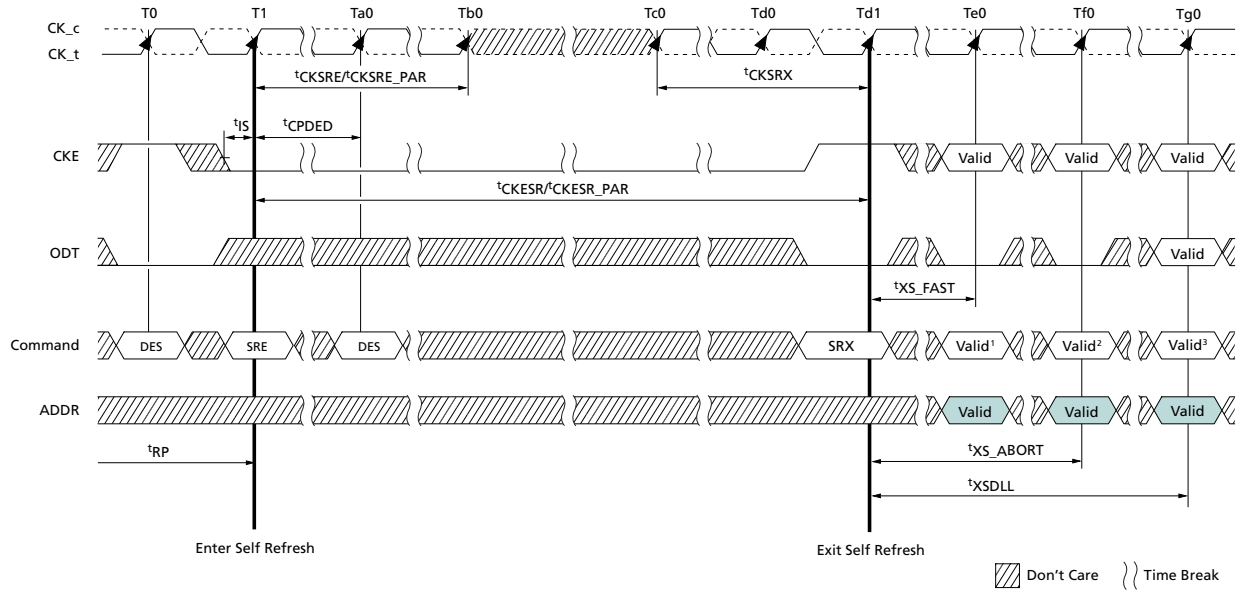 T0 T1 Ta0 Tb0 Tc0 Td0 Td1 Te0 Tf0 Tg0
CK_c
CK_t
tCKSRE/tCKSRE_PAR tCKSRX
tIS tCPDED
CKE Valid Valid Valid
tCKESR/tCKESR_PAR
ODT Valid
tXS_FAST
Command DES SRE DES SRX Valid1 Valid2 Valid3
ADDR Valid Valid Valid
tRP tXS_ABORT
tXSDLL
Enter Self Refresh Exit Self Refresh
Don't Care Time Break